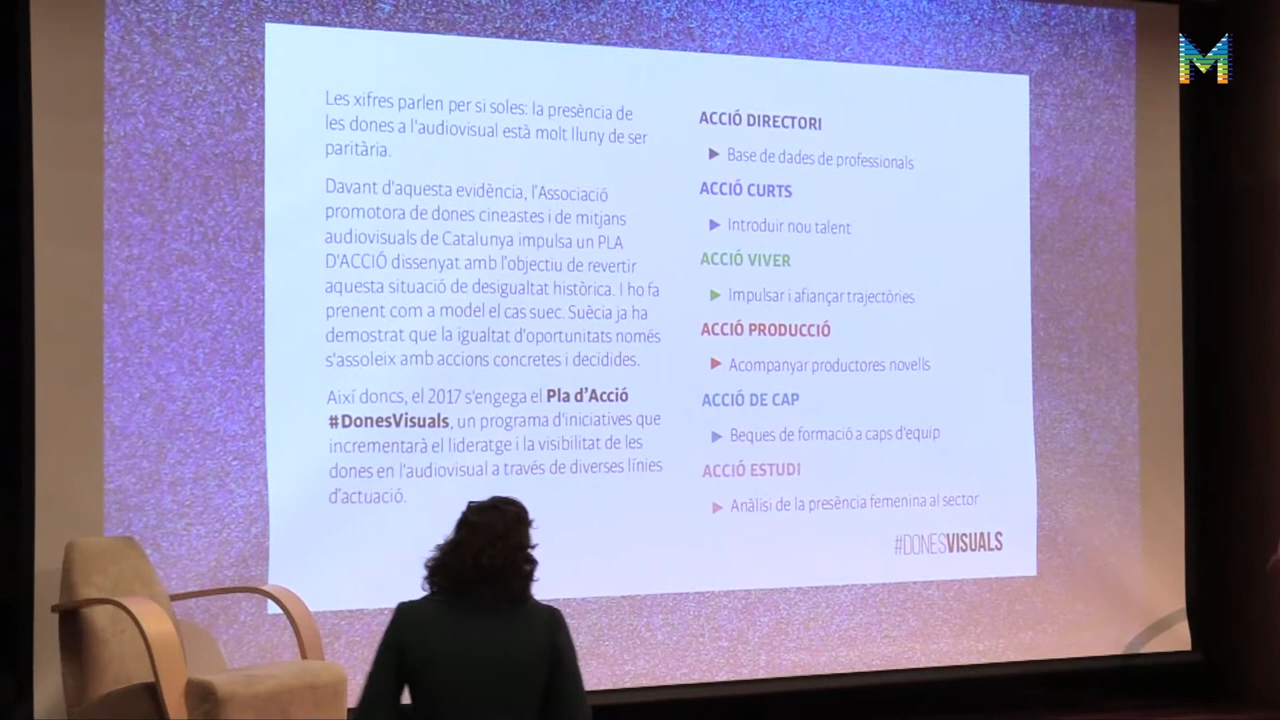 Les xifres parlen per si soles: la presència de
les dones a l'audiovisual està molt lluny de ser
paritària.
Davant d'aquesta evidència, l'Associació
promotora de dones cineastes i de mitjans
audiovisuals de Catalunya impulsa un PLA
D'ACCIÓ dissenyat amb l'objectiu de revertir
aquesta situació de desigualtat històrica. I ho fa
prenent com a model el cas suec. Suècia ja ha
demostrat que la igualtat d'oportunitats només
s'assoleix amb accions concretes i decidides.
Així doncs, el 2017 s'engega el Pla d'Acció
#DonesVisuals, un programa d'iniciatives que
incrementarà el lideratge i la visibilitat de les
dones en l'audiovisual a través de diverses línies
d'actuació.
ACCIÓ DIRECTORI
Base de dades de professionals
ACCIÓ CURTS
Introduir nou talent
ACCIÓ VIVER
Impulsar i afiançar trajectòries
ACCIÓ PRODUCCIÓ
Acompanyar productores novells
ACCIÓ DE CAP
Beques de formació a caps d'equip
ACCIÓ ESTUDI
Anàlisi de la presència femenina al sector
#DONESVISUALS
M